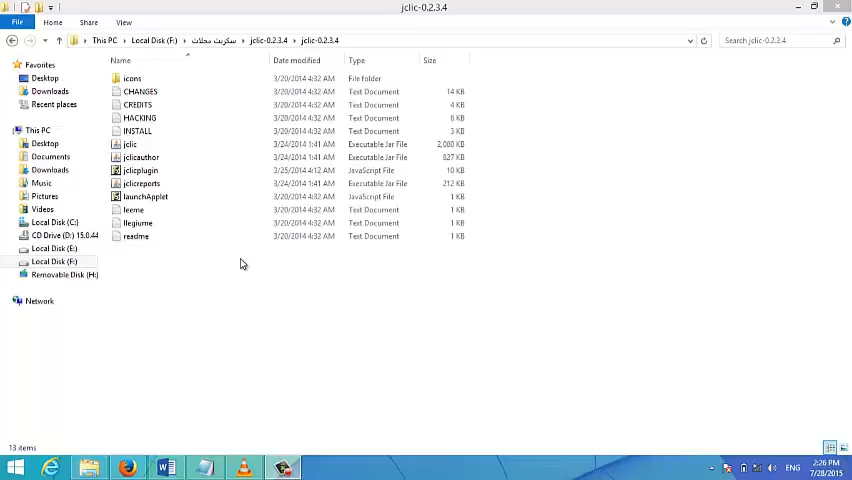 jclic-0.2.3.4
File Home Share View
This PC Local Disk (F:) سكربت مجلات jclic-0.2.3.4 jclic-0.2.3.4 Search jclic-0.2.3.4
Favorites
Desktop
Downloads
Recent places
This PC
Desktop
Documents
Downloads
Music
Pictures
Videos
Local Disk (C:)
CD Drive (D:) 15.0.44
Local Disk (E:)
Local Disk (F:)
Removable Disk (H:
Network
Name Date modified Type Size
icons 3/20/2014 4:32 AM File folder
CHANGES 3/20/2014 4:32 AM Text Document 14 KB
CREDITS 3/20/2014 4:32 AM Text Document 4 KB
HACKING 3/20/2014 4:32 AM Text Document 8 KB
INSTALL 3/20/2014 4:32 AM Text Document 3 KB
jclic 3/24/2014 1:41 AM Executable Jar File 2,080 KB
jclicauthor 3/24/2014 1:41 AM Executable Jar File 827 KB
jclicplugin 3/25/2014 4:12 AM JavaScript File 10 KB
jclicreports 3/24/2014 1:41 AM Executable Jar File 212 KB
launchApplet 3/20/2014 4:32 AM JavaScript File 1 KB
leeme 3/20/2014 4:32 AM Text Document 1 KB
llegiume 3/20/2014 4:32 AM Text Document 1 KB
readme 3/20/2014 4:32 AM Text Document 1 KB
13 items
ENG 2:26 PM
7/28/2015